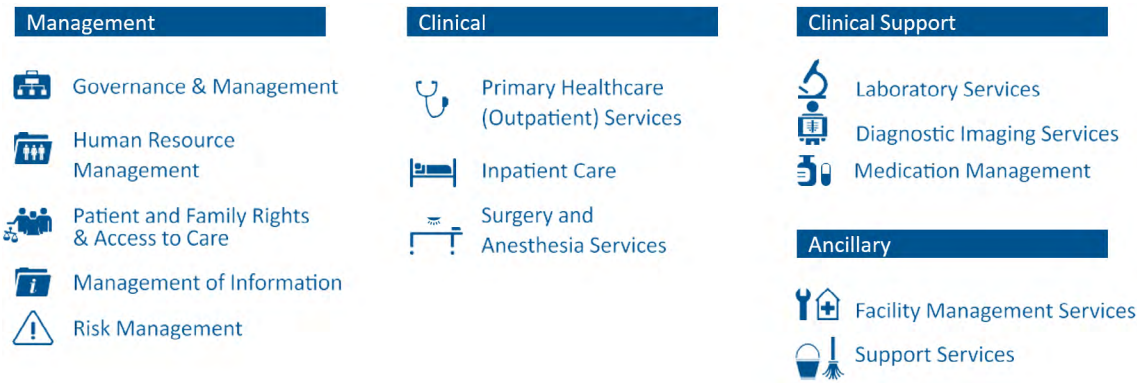 Management
Governance & Management
Human Resource
Management
Patient and Family Rights
& Access to Care
i
Management of Information
Risk Management
Clinical
Primary Healthcare
(Outpatient) Services
Inpatient Care
Surgery and
Anesthesia Services
Clinical Support
Laboratory Services
Diagnostic Imaging Services
Medication Management
Ancillary
Facility Management Services
Support Services